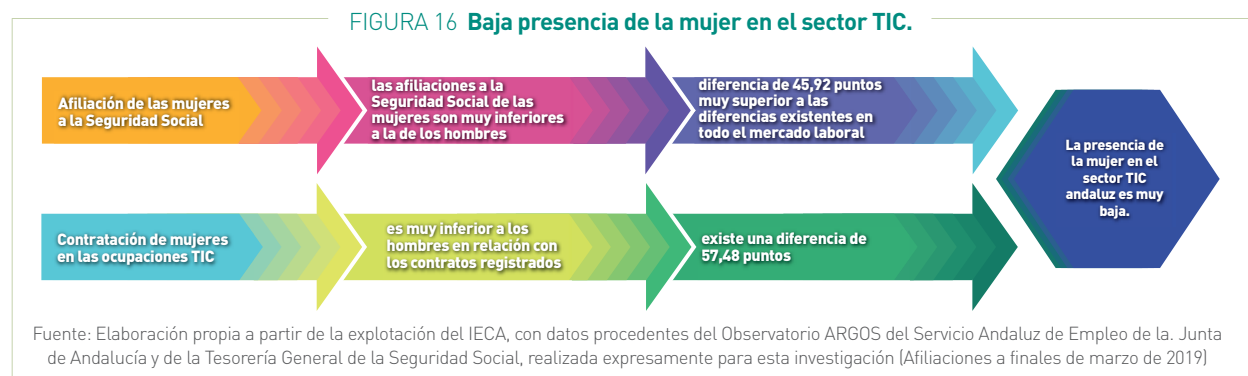 FIGURA 16 Baja presencia de la mujer en el sector TIC.
Afiliación de las mujeres
a la Seguridad Social
las afiliaciones a la
Seguridad Social de las
mujeres son muy inferiores
a la de los hombres
diferencia de 45,92 puntos
muy superior a las
diferencias existentes en
todo el mercado laboral
Contratación de mujeres
en las ocupaciones TIC
es muy inferior a los
hombres en relación con
los contratos registrados
existe una diferencia de
57,48 puntos
La presencia de
la mujer en el
sector TIC
andaluz es muy
baja.
Fuente: Elaboración propia a partir de la explotación del IECA, con datos procedentes del Observatorio ARGOS del Servicio Andaluz de Empleo de la. Junta
de Andalucía y de la Tesorería General de la Seguridad Social, realizada expresamente para esta investigación (Afiliaciones a finales de marzo de 2019)